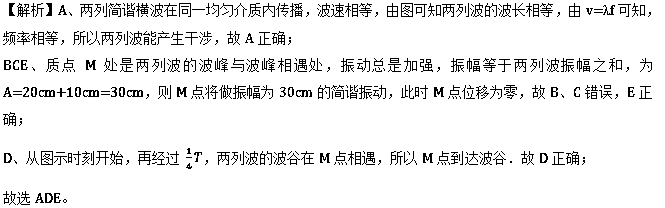 【解析】A、两列简谐横波在同一均匀介质内传播，波速相等，由图可知两列波的波长相等，由 v=λf 可知，
频率相等，所以两列波能产生干涉，故 A 正确；
BCE、质点 M 处是两列波的波峰与波峰相遇处，振动总是加强，振幅等于两列波振幅之和，为
A=20cm+10cm=30cm，则 M 点将做振幅为 30cm 的简谐振动，此时 M 点位移为零，故 B、C 错误，E 正
确；
D、从图示时刻开始，再经过 1/4 T，两列波的波谷在 M 点相遇，所以 M 点到达波谷．故 D 正确；
故选 ADE。